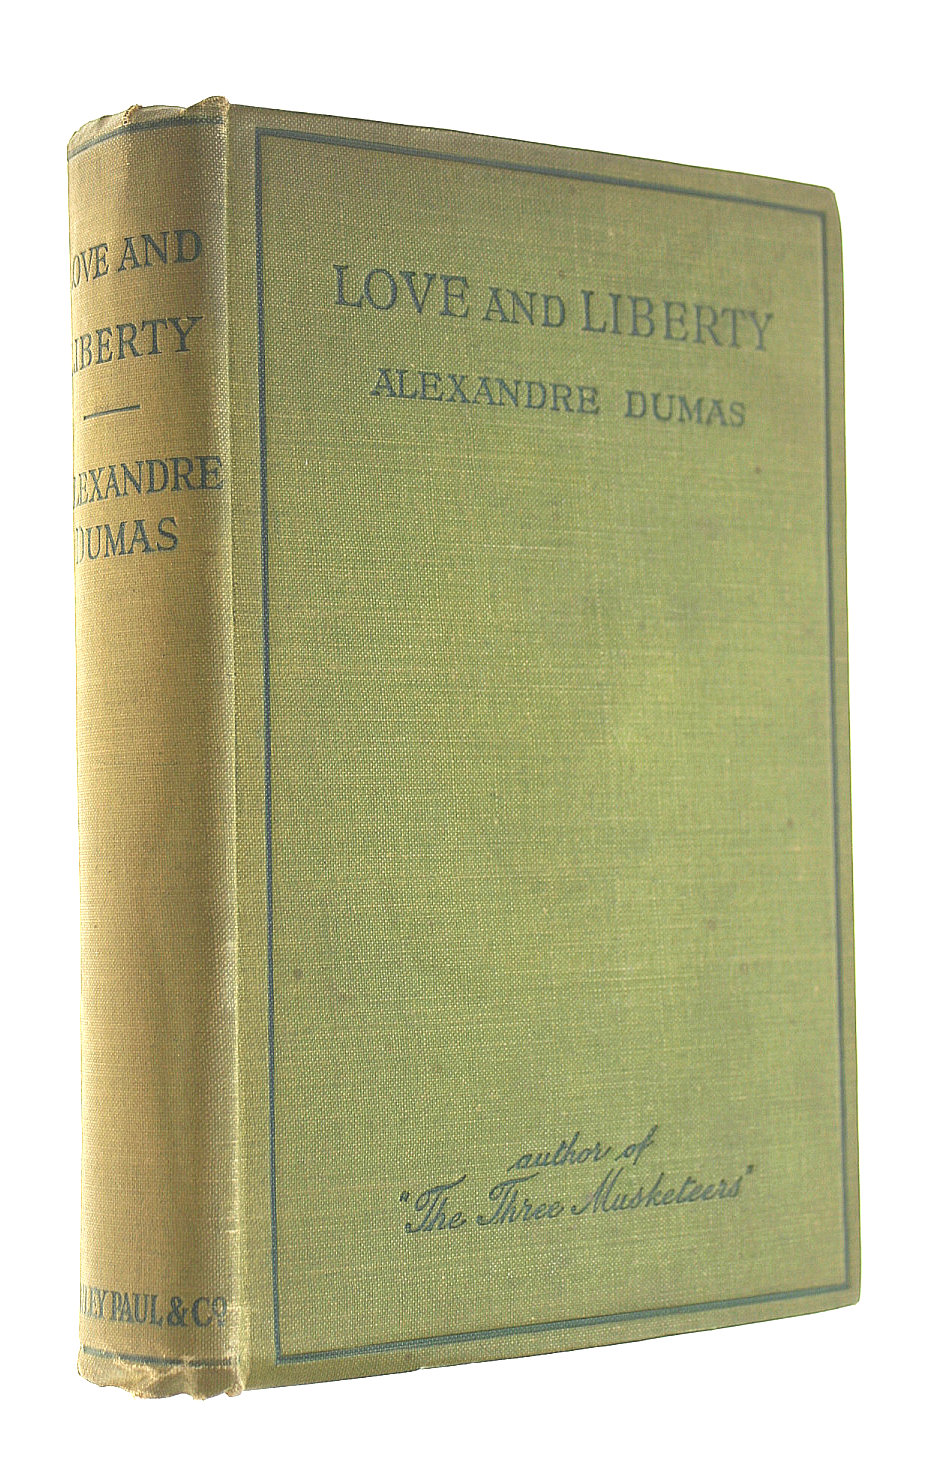 LOVE AND
LIBERTY
ALEXANDRE
DUMAS
PAUL & Co
LOVE AND LIBERTY
ALEXANDRE DUMAS
author of
"The Three Musketeers"